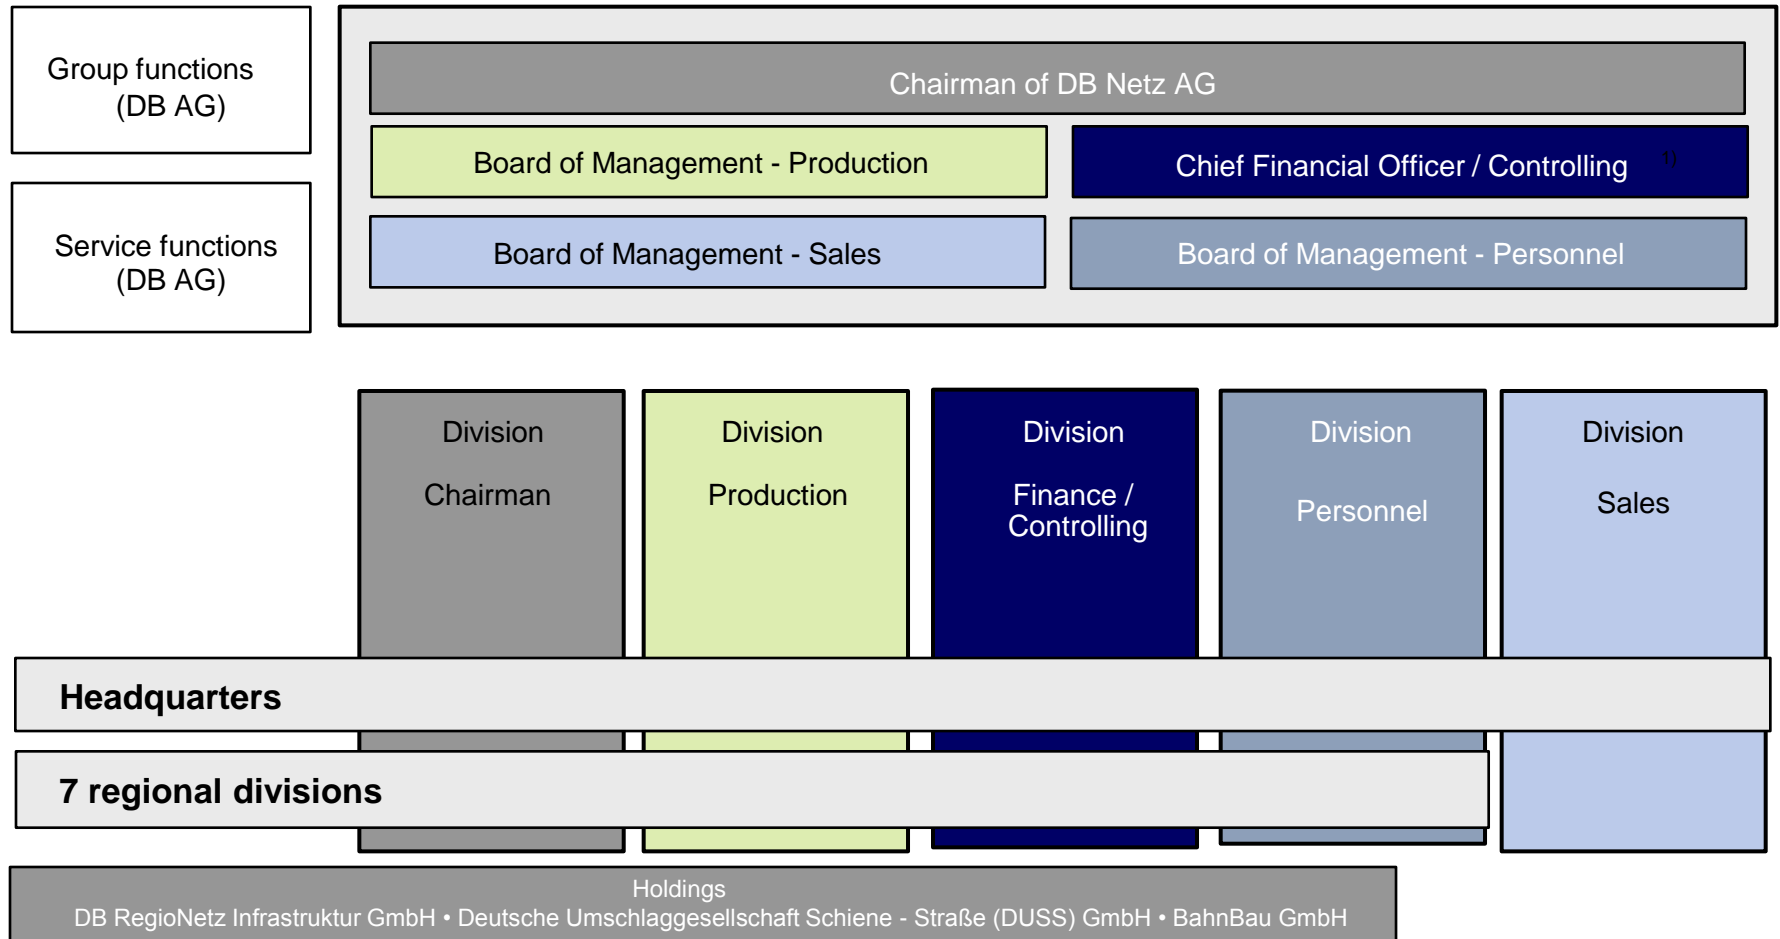 Group functions
(DB AG)
Service functions
(DB AG)
Chairman of DB Netz AG
Board of Management - Production
Chief Financial Officer / Controlling 1)
Board of Management - Sales
Board of Management - Personnel
Division
Chairman
Division
Production
Division
Finance /
Controlling
Division
Personnel
Division
Sales
Headquarters
7 regional divisions
Holdings
DB RegioNetz Infrastruktur GmbH • Deutsche Umschlaggesellschaft Schiene - Straße (DUSS) GmbH • BahnBau GmbH